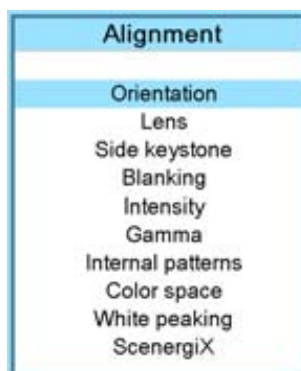 Alignment
Orientation
Lens
Side keystone
Blanking
Intensity
Gamma
Internal patterns
Color space
White peaking
ScenergiX